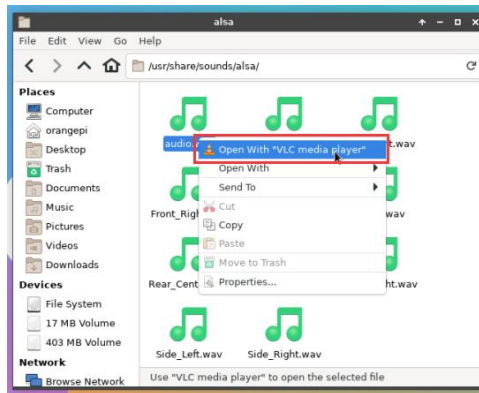 alsa
File Edit View Go Help
/usr/share/sounds/alsa/
Places
Computer
orangepi
Desktop
Trash
Documents
Music
Pictures
Videos
Downloads
Devices
File System
17 MB Volume
403 MB Volume
Network
Browse Network
audio.
t.wav
Open With "VLC media player"
Open With
Send To
Cut
Copy
Paste
Move to Trash
Properties...
Front_Rig
wav
Rear_Cent
ht.wav
Side_Left.wav Side_Right.wav
Use "VLC media player" to open the selected file